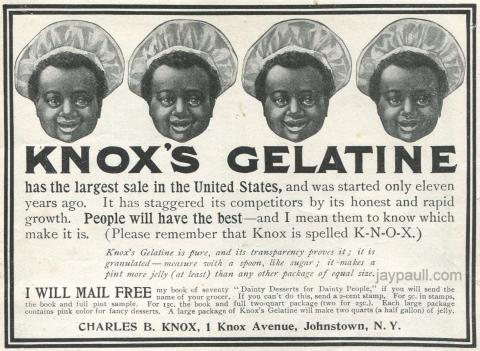 KNOX'S GELATINE
has the largest sale in the United States, and was started only eleven
years ago. It has staggered its competitors by its honest and rapid
growth. People will have the best—and I mean them to know which
make it is. (Please remember that Knox is spelled K-N-O-X.)
Knox's Gelatine is pure, and its transparency proves it; it is
granulated—measure with a spoon, like sugar; it makes a
pint more jelly (at least) than any other package of equal size.
jaypaull.com
I WILL MAIL FREE my book of seventy "Dainty Desserts for Dainty People," if you will send the
name of your grocer. If you can't do this, send a 2-cent stamp. For 5c. in stamps,
the book and full pint sample. For 15c. the book and full two-quart package (two for 25c.). Each large package
contains pink color for fancy desserts. A large package of Knox's Gelatine will make two quarts (a half gallon) of jelly.
CHARLES B. KNOX, 1 Knox Avenue, Johnstown, N. Y.